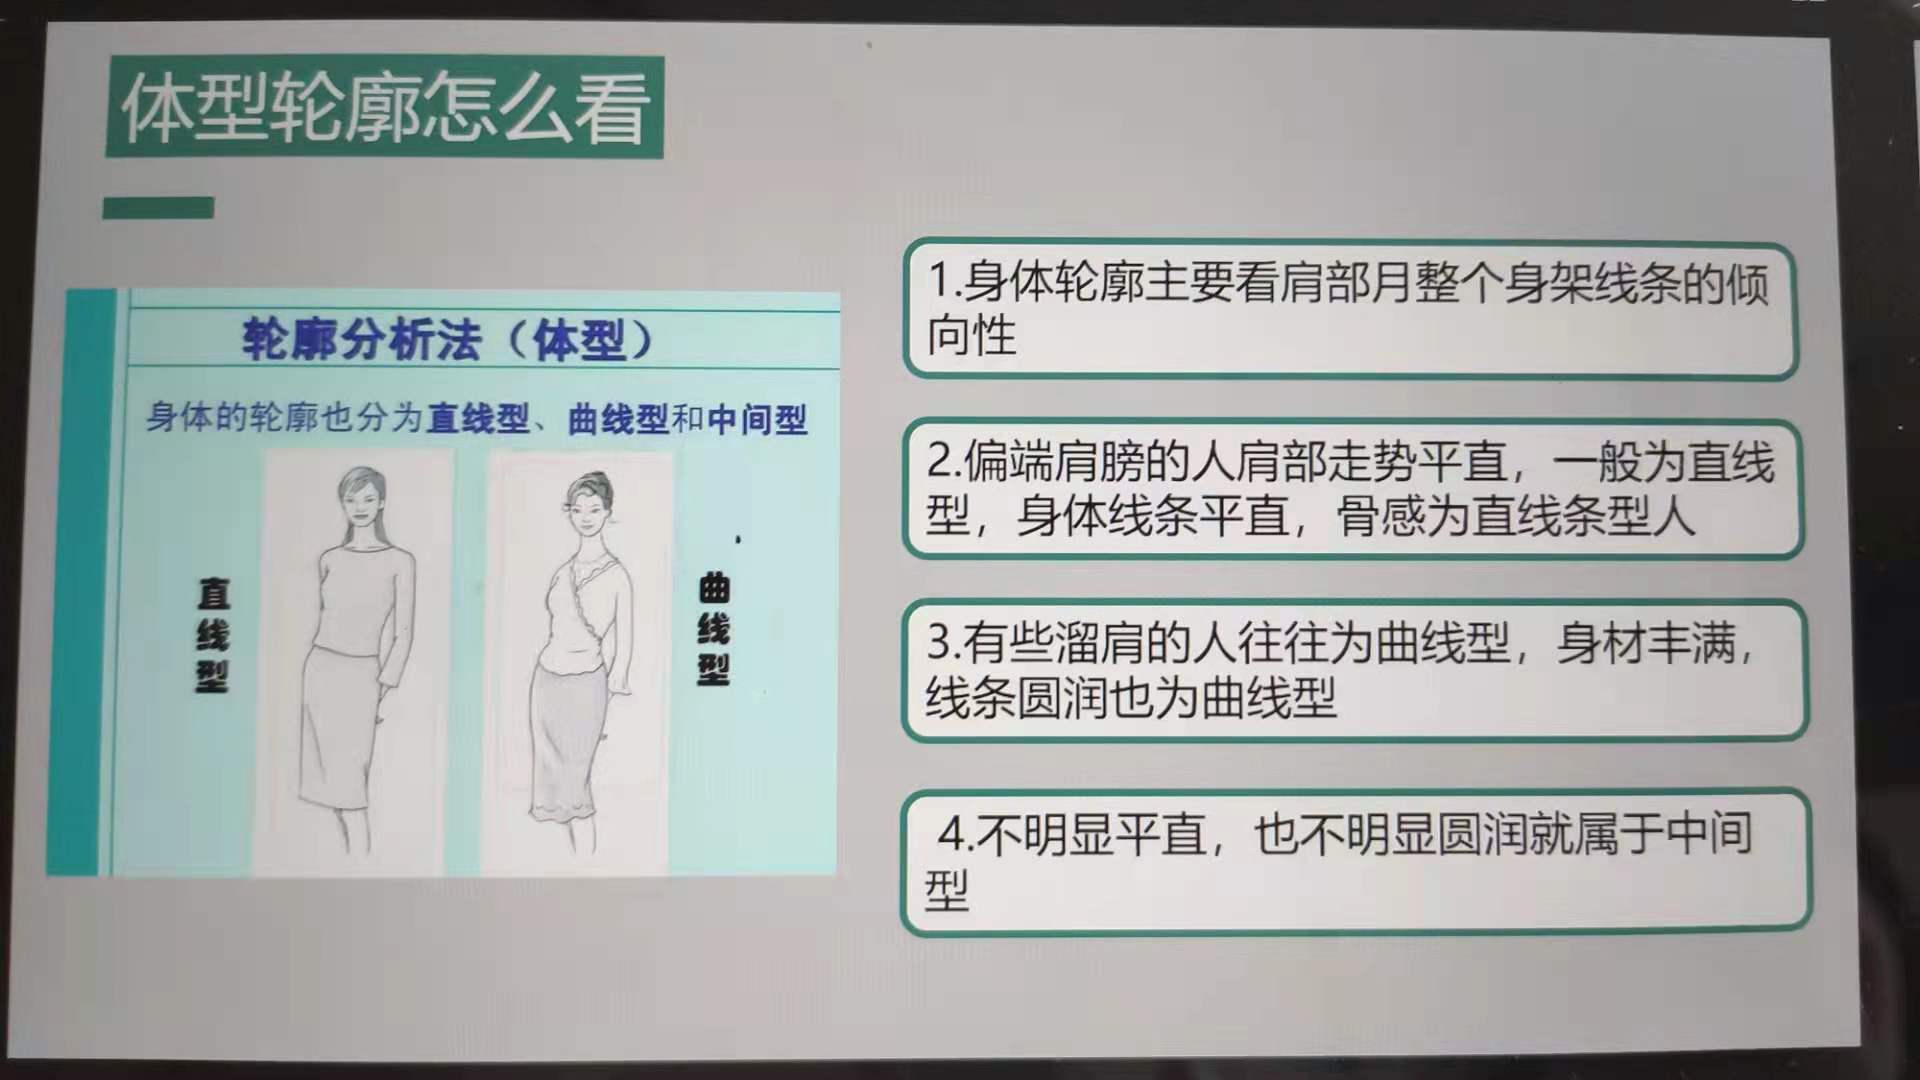 体型轮廓怎么看
轮廓分析法（体型）
身体的轮廓也分为直线型、曲线型和中间型
直线型
曲线型
1.身体轮廓主要看肩部月整个身架线条的倾
向性
2.偏端肩膀的人肩部走势平直，一般为直线
型，身体线条平直，骨感为直线条型人
3.有些溜肩的人往往为曲线型，身材丰满，
线条圆润也为曲线型
4.不明显平直，也不明显圆润就属于中间
型